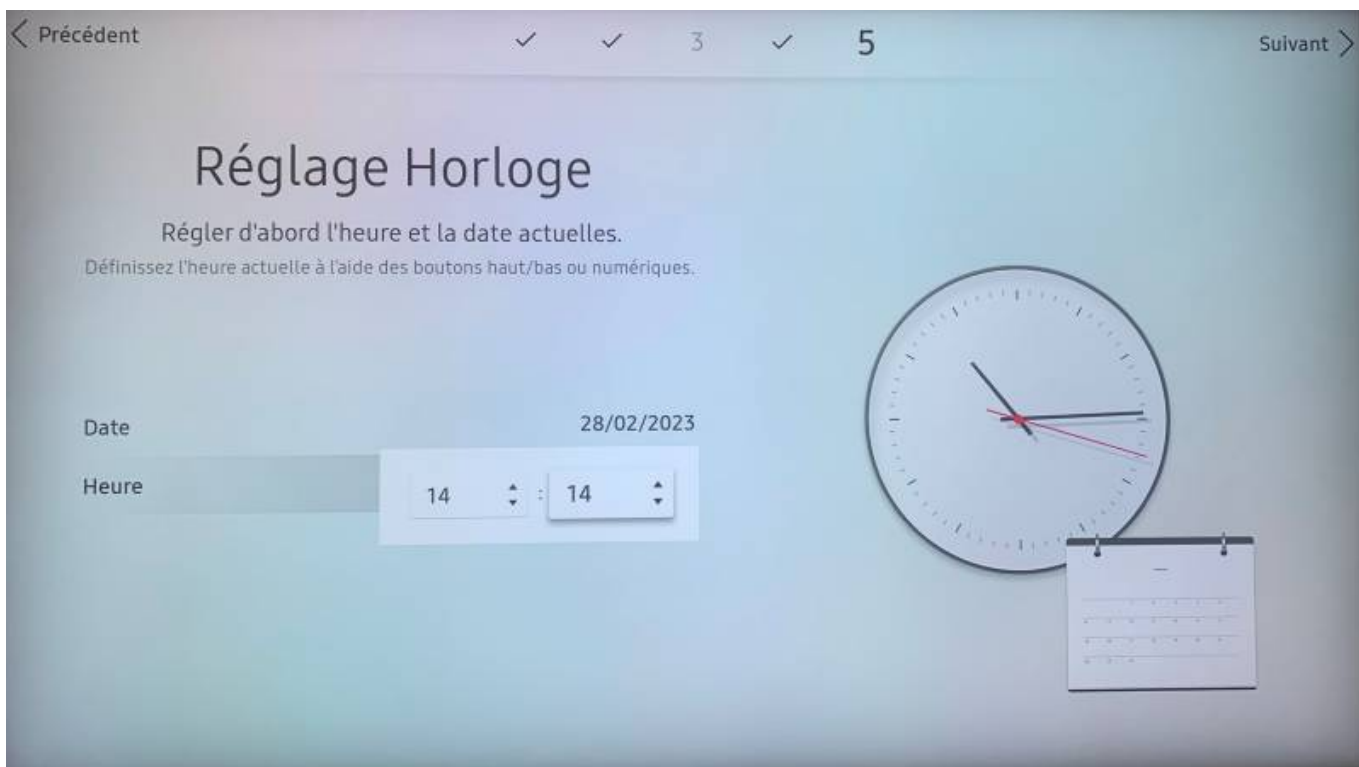 Précédent
3
5
Suivant
Réglage Horloge
Régler d'abord l'heure et la date actuelles.
Définissez l'heure actuelle à l'aide des boutons haut/bas ou numériques.
Date 28/02/2023
Heure 14 : 14